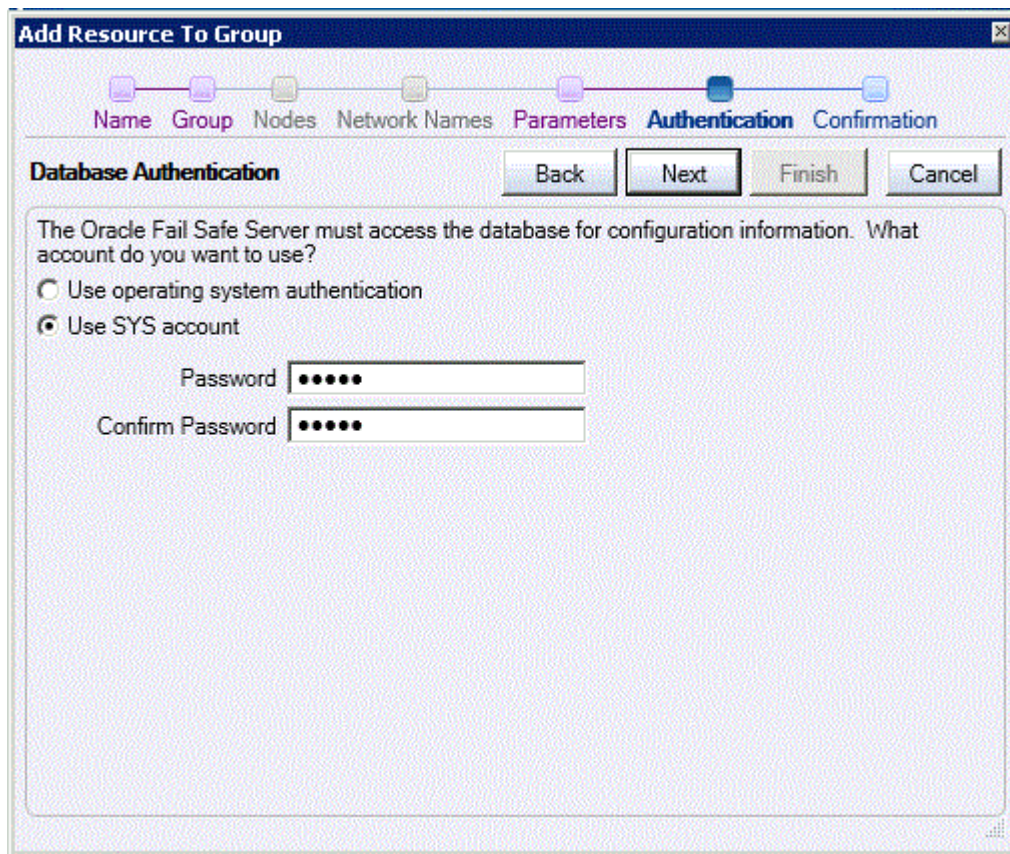 Add Resource To Group
Name Group Nodes Network Names Parameters Authentication Confirmation
Database Authentication Back Next Finish Cancel
The Oracle Fail Safe Server must access the database for configuration information. What
account do you want to use?
Use operating system authentication
Use SYS account
Password •••••
Confirm Password •••••